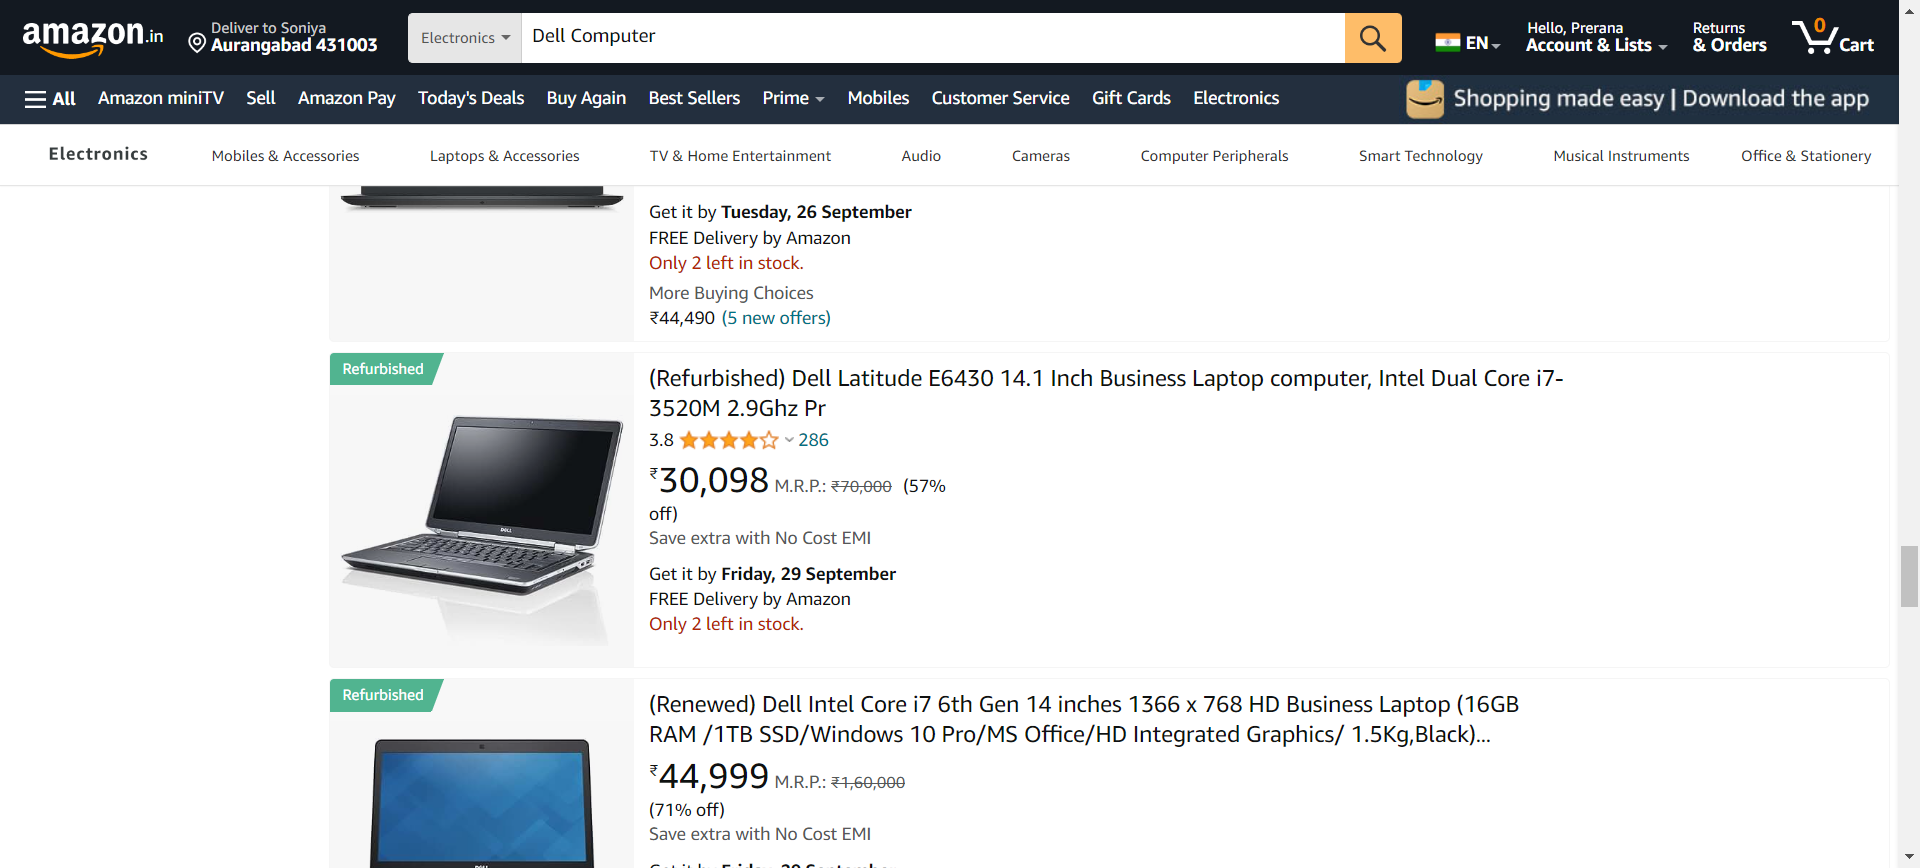 amazon.in
Deliver to Soniya
Aurangabad 431003
Electronics
Dell Computer
EN
Hello, Prerana
Account & Lists
Returns
& Orders
0
Cart
All
Amazon miniTV
Sell
Amazon Pay
Today's Deals
Buy Again
Best Sellers
Prime
Mobiles
Customer Service
Gift Cards
Electronics
Shopping made easy | Download the app
Electronics
Mobiles & Accessories
Laptops & Accessories
TV & Home Entertainment
Audio
Cameras
Computer Peripherals
Smart Technology
Musical Instruments
Office & Stationery
Get it by Tuesday, 26 September
FREE Delivery by Amazon
Only 2 left in stock.
More Buying Choices
₹44,490 (5 new offers)
Refurbished
DELL
(Refurbished) Dell Latitude E6430 14.1 Inch Business Laptop computer, Intel Dual Core i7-
3520M 2.9Ghz Pr
3.8 286
₹30,098 M.R.P.: ₹70,000 (57%
off)
Save extra with No Cost EMI
Get it by Friday, 29 September
FREE Delivery by Amazon
Only 2 left in stock.
Refurbished
(Renewed) Dell Intel Core i7 6th Gen 14 inches 1366 x 768 HD Business Laptop (16GB
RAM /1TB SSD/Windows 10 Pro/MS Office/HD Integrated Graphics/ 1.5Kg,Black)...
₹44,999 M.R.P.: ₹1,60,000
(71% off)
Save extra with No Cost EMI